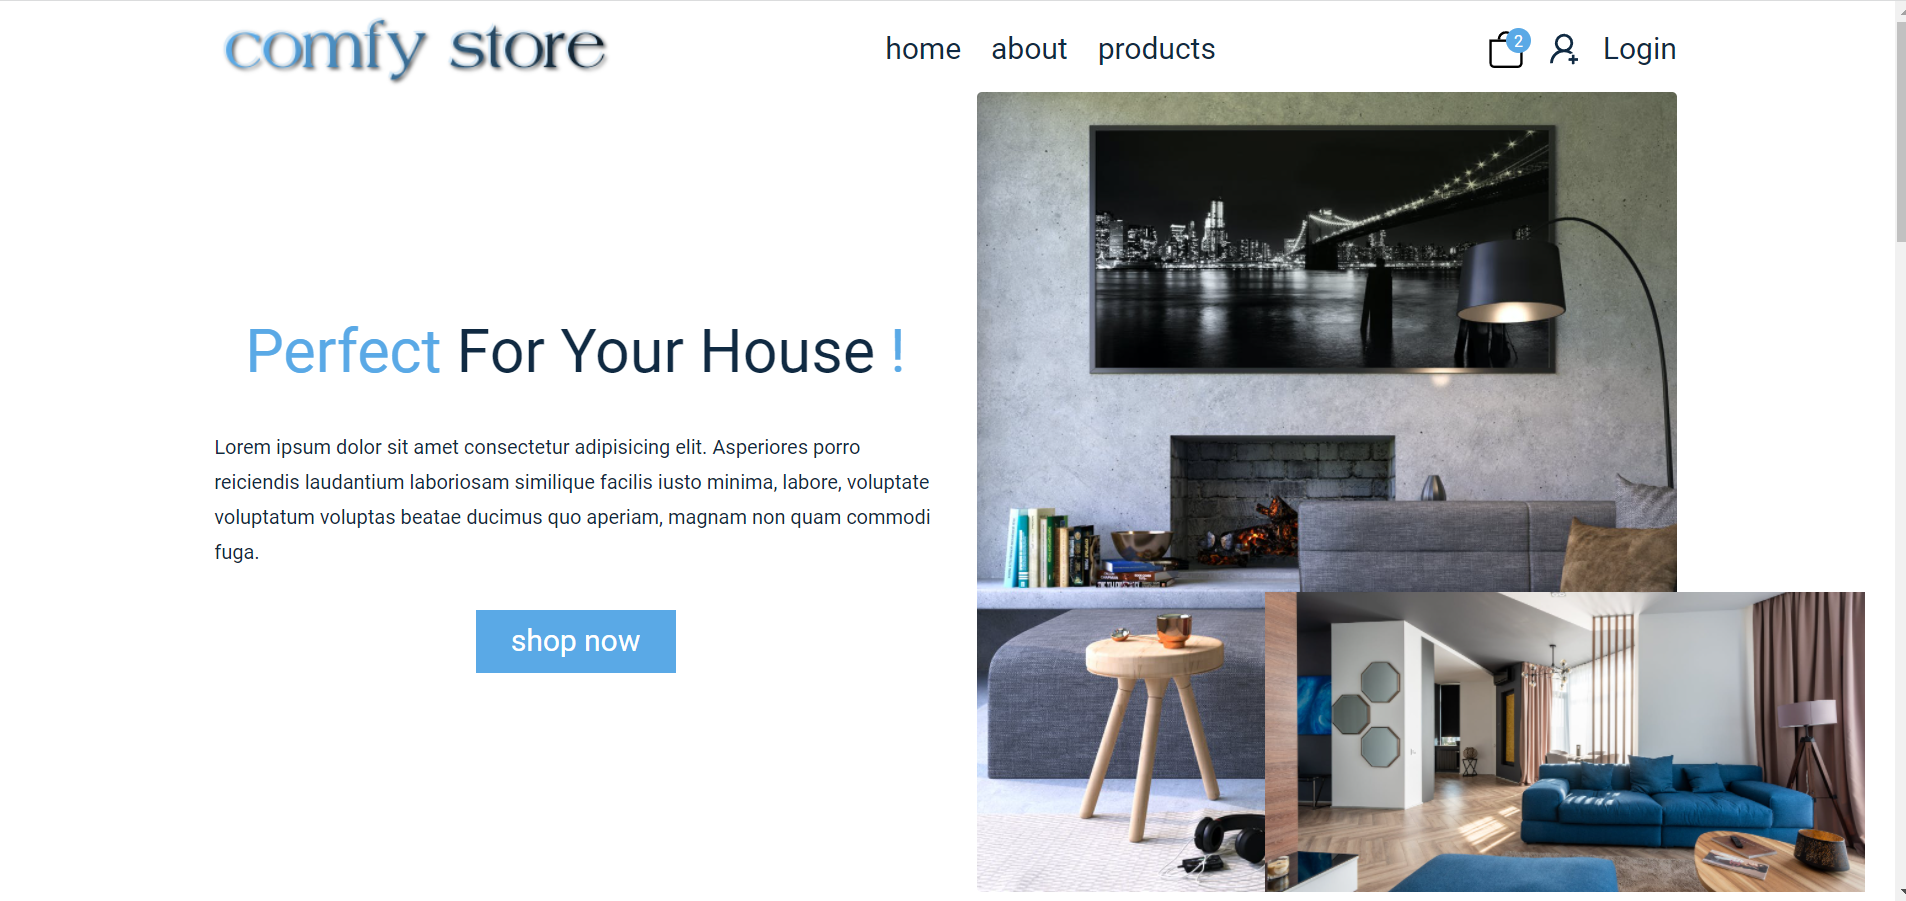 comfy store
home about products
2
Login
Perfect For Your House !
Lorem ipsum dolor sit amet consectetur adipisicing elit. Asperiores porro
reiciendis laudantium laboriosam similique facilis iusto minima, labore, voluptate
voluptatum voluptas beatae ducimus quo aperiam, magnam non quam commodi
fuga.
shop now